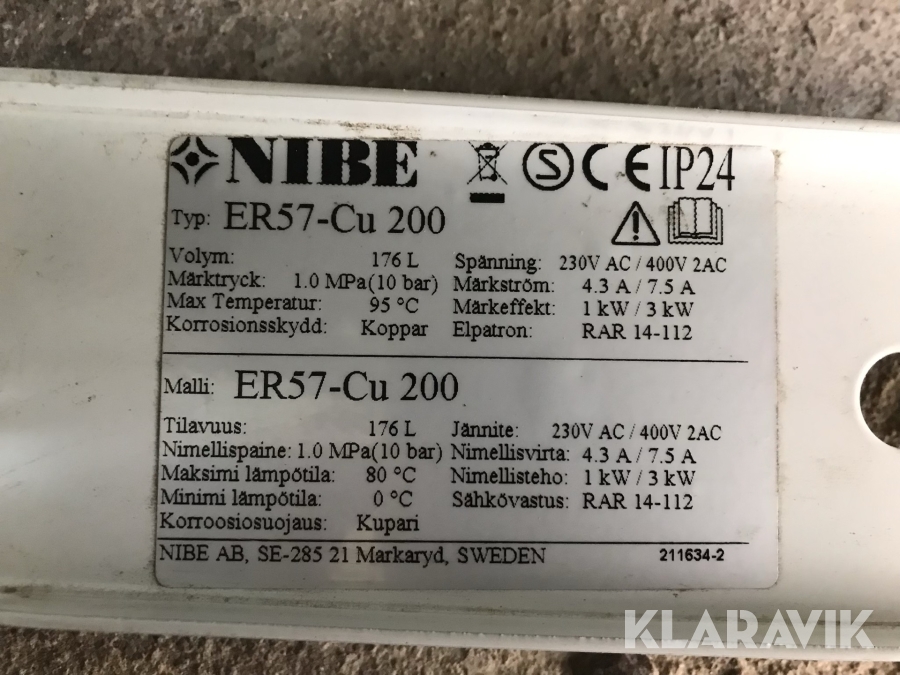 NIBE S CE IP24
Typ: ER57-Cu 200
Volym: 176 L Spänning: 230V AC / 400V 2AC
Märktryck: 1.0 MPa(10 bar) Märkström: 4.3 A / 7.5 A
Max Temperatur: 95 °C Märkeffekt: 1 kW / 3 kW
Korrosionsskydd: Koppar Elpatron: RAR 14-112
Malli: ER57-Cu 200
Tilavuus: 176 L Jännite: 230V AC / 400V 2AC
Nimellispaine: 1.0 MPa(10 bar) Nimellisvirta: 4.3 A / 7.5 A
Maksimi lämpötila: 80 °C Nimellisteho: 1 kW / 3 kW
Minimi lämpötila: 0 °C Sähkövastus: RAR 14-112
Korroosiosuojaus: Kupari
NIBE AB, SE-285 21 Markaryd, SWEDEN 211634-2
KLARAVIK